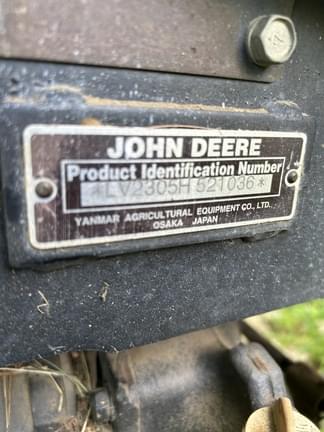 JOHN DEERE
Product Identification Number
*LV2305H521036*
YANMAR AGRICULTURAL EQUIPMENT CO., LTD.
OSAKA JAPAN